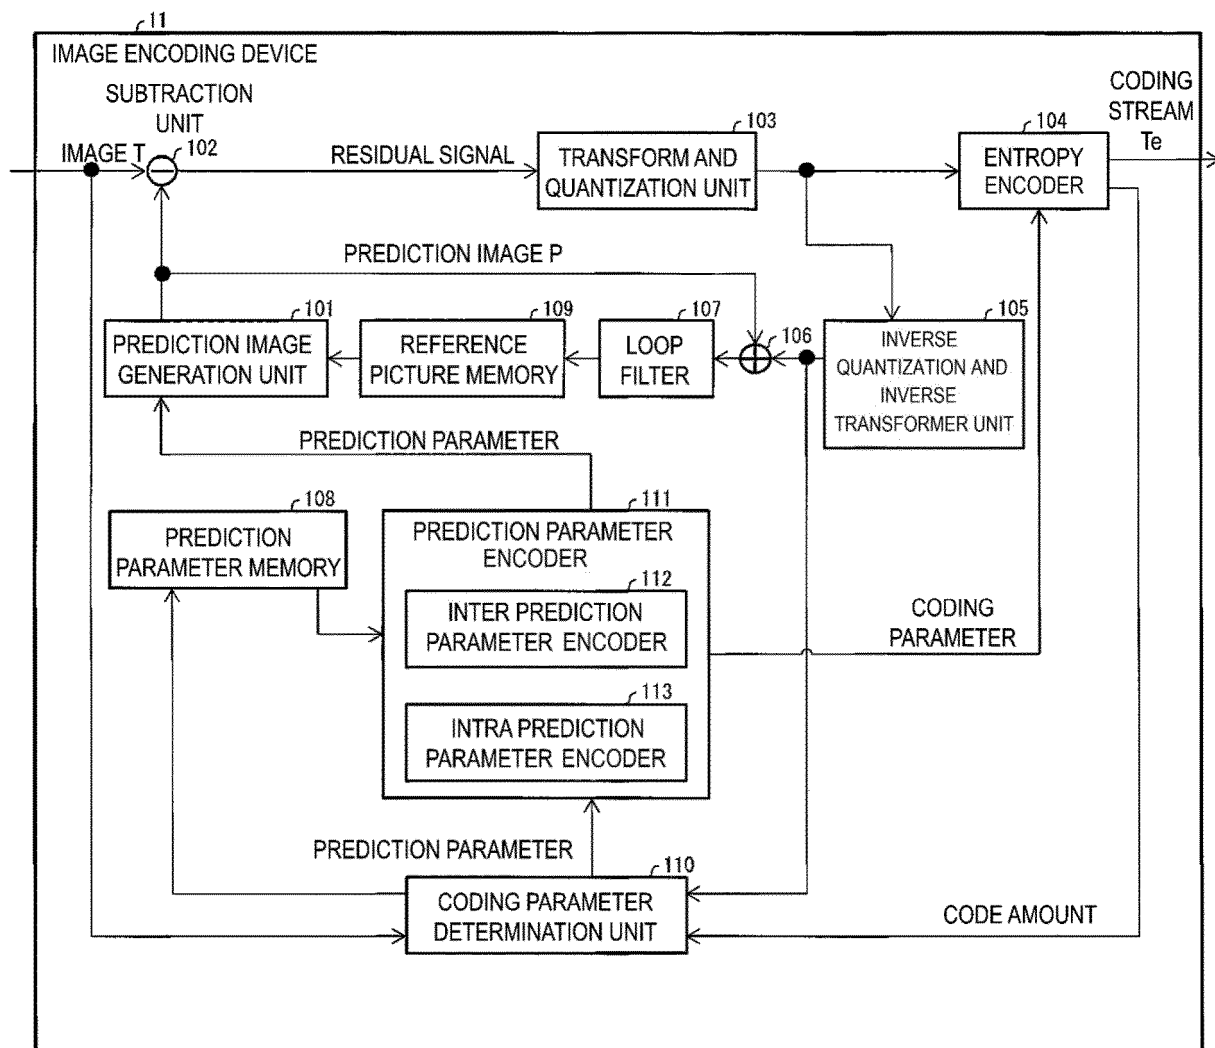 11
IMAGE ENCODING DEVICE
SUBTRACTION
UNIT
102
IMAGE T
RESIDUAL SIGNAL
103
TRANSFORM AND
QUANTIZATION UNIT
104
ENTROPY
ENCODER
CODING
STREAM
Te
PREDICTION IMAGE P
101
PREDICTION IMAGE
GENERATION UNIT
109
REFERENCE
PICTURE MEMORY
107
LOOP
FILTER
106
105
INVERSE
QUANTIZATION AND
INVERSE
TRANSFORMER UNIT
PREDICTION PARAMETER
108
PREDICTION
PARAMETER MEMORY
111
PREDICTION PARAMETER
ENCODER
112
INTER PREDICTION
PARAMETER ENCODER
113
INTRA PREDICTION
PARAMETER ENCODER
CODING
PARAMETER
PREDICTION PARAMETER
110
CODING PARAMETER
DETERMINATION UNIT
CODE AMOUNT